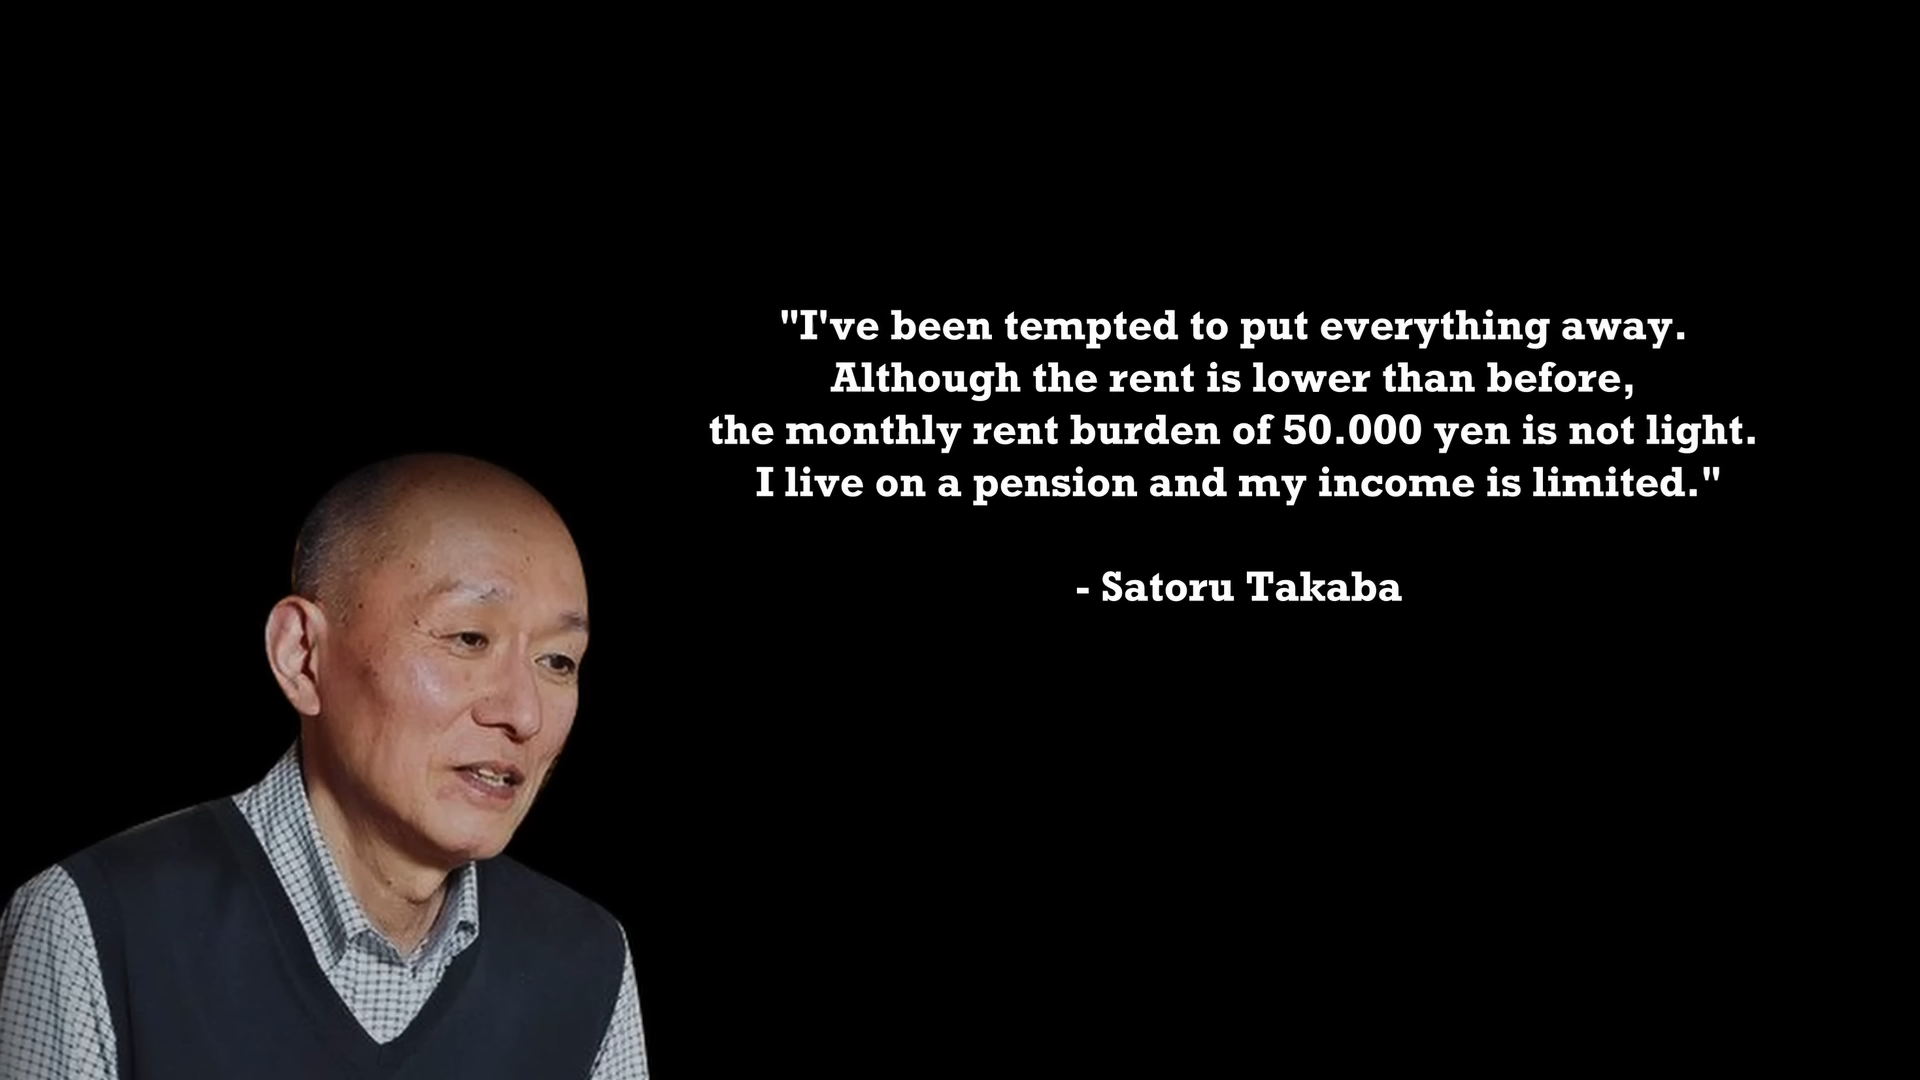 "I've been tempted to put everything away.
Although the rent is lower than before,
the monthly rent burden of 50.000 yen is not light.
I live on a pension and my income is limited."
- Satoru Takaba